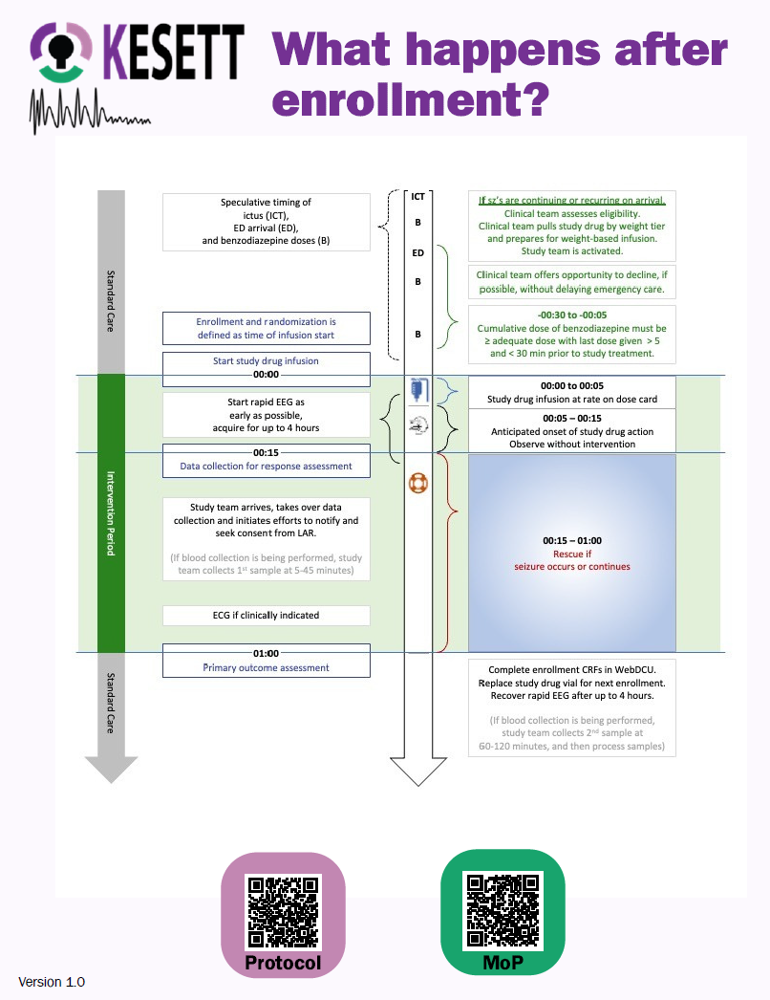 KESETT
What happens after
enrollment?
Standard Care
Intervention Period
Standard Care
Speculative timing of
ictus (ICT),
ED arrival (ED),
and benzodiazepine doses (B)
Enrollment and randomization is
defined as time of infusion start
Start study drug infusion
00:00
Start rapid EEG as
early as possible,
acquire for up to 4 hours
00:15
Data collection for response assessment
Study team arrives, takes over data
collection and initiates efforts to notify and
seek consent from LAR.
(If blood collection is being performed, study
team collects 1st sample at 5-45 minutes)
ECG if clinically indicated
01:00
Primary outcome assessment
ICT
B
ED
B
B
If sz's are continuing or recurring on arrival,
Clinical team assesses eligibility.
Clinical team pulls study drug by weight tier
and prepares for weight-based infusion.
Study team is activated.
Clinical team offers opportunity to decline, if
possible, without delaying emergency care.
-00:30 to -00:05
Cumulative dose of benzodiazepine must be
≥ adequate dose with last dose given > 5
and < 30 min prior to study treatment.
00:00 to 00:05
Study drug infusion at rate on dose card
00:05 – 00:15
Anticipated onset of study drug action
Observe without intervention
00:15 – 01:00
Rescue if
seizure occurs or continues
Complete enrollment CRFs in WebDCU.
Replace study drug vial for next enrollment.
Recover rapid EEG after up to 4 hours.
(If blood collection is being performed,
study team collects 2nd sample at
60-120 minutes, and then process samples)
Protocol
MoP
Version 1.0